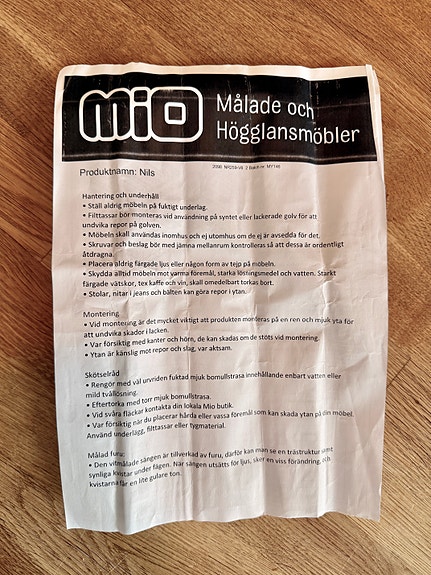 mio
Målade och
Högglansmöbler
Produktnamn: Nils
Hantering och underhåll
• Ställ aldrig möbeln på fuktigt underlag.
• Filttassar bör monteras vid användning på syntet eller lackerade golv för att
undvika repor på golven.
• Möbeln skall användas inomhus och ej utomhus om de ej är avsedda för det.
• Skruvar och beslag bör med jämna mellanrum kontrolleras så att dessa är ordentligt
åtdragna.
• Placera aldrig färgade ljus eller någon form av tejp på möbeln.
• Skydda alltid möbeln mot varma föremål, starka lösningsmedel och vatten. Starkt
färgade vätskor, tex kaffe och vin, skall omedelbart torkas bort.
• Stolar, nitar i jeans och bälten kan göra repor i ytan.
Montering
• Vid montering är det mycket viktigt att produkten monteras på en ren och mjuk yta för
att undvika skador i lacken.
• Var försiktig med kanter och hörn, de kan skadas om de stöts vid montering.
• Ytan är känslig mot repor och slag, var aktsam.
Skötselråd
• Rengör med väl urvriden fuktad mjuk bomullstrasa innehållande enbart vatten eller
mild tvållösning.
• Eftertorka med torr mjuk bomullstrasa.
• Vid svåra fläckar kontakta din lokala Mio butik.
• Var försiktig när du placerar hårda eller vassa föremål som kan skada ytan på din möbel.
Använd underlägg, filttassar eller tygmaterial.
Målad furu:
• Den vitmålade sängen är tillverkad av furu, därför kan man se en trästruktur samt
synliga kvistar under färgen. När sängen utsätts för ljus, sker en viss förändring, och
kvistarna får en lite gulare ton.